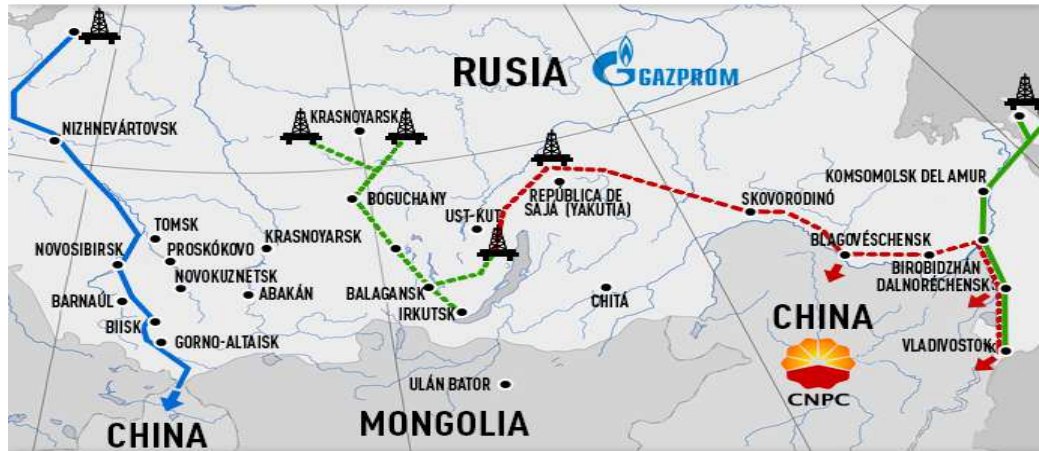 RUSIA
GAZPROM
KRASNOYARSK
NIZHNEVÁRTOVSK
KOMSOMOLSK DEL AMUR
REPÚBLICA DE
SAJÁ (YAKUTIA)
BOGUCHANY
SKOVORODINÓ
UST-KUT
TOMSK
KRASNOYARSK
NOVOSIBIRSK
PROSKÓKOVO
BLAGOVÉSCHENSK
NOVOKUZNETSK
BIROBIDZHÁN
DALNORÉCHENSK
BALAGANSK
ABAKÁN
CHITÁ
BARNAÚL
IRKUTSK
BIISK
CHINA
GORNO-ALTAISK
VLADIVOSTOK
ULÁN BATOR
CNPC
MONGOLIA
CHINA